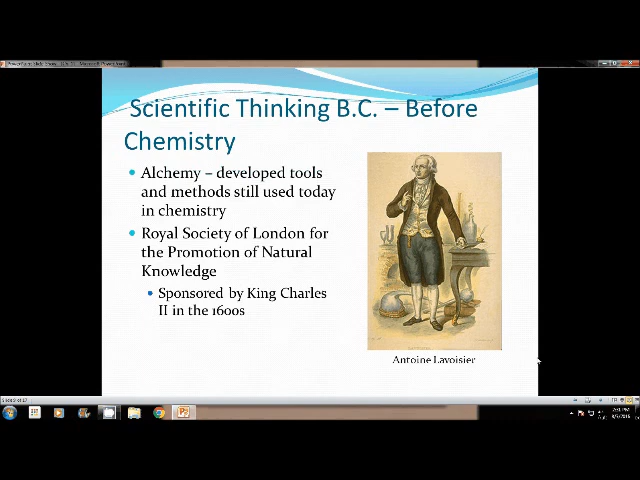 Scientific Thinking B.C. – Before
Chemistry
• Alchemy – developed tools
and methods still used today
in chemistry
• Royal Society of London for
the Promotion of Natural
Knowledge
• Sponsored by King Charles
II in the 1600s
Antoine Lavoisier